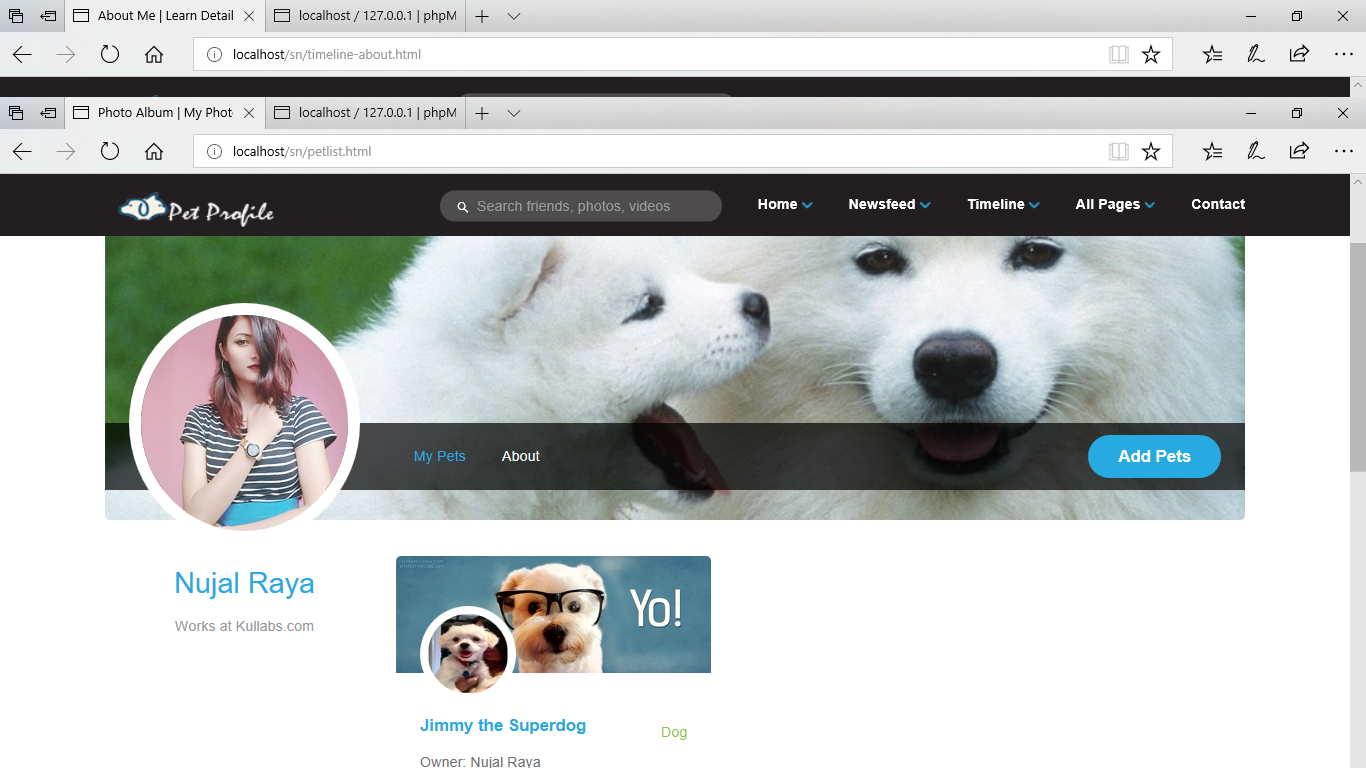 About Me | Learn Detail
localhost / 127.0.0.1 | phpM
localhost/sn/timeline-about.html
Photo Album | My Phot
localhost / 127.0.0.1 | phpM
localhost/sn/petlist.html
Pet Profile
Search friends, photos, videos
Home
Newsfeed
Timeline
All Pages
Contact
My Pets
About
Add Pets
Nujal Raya
Works at Kullabs.com
Yo!
Jimmy the Superdog
Dog
Owner: Nujal Raya